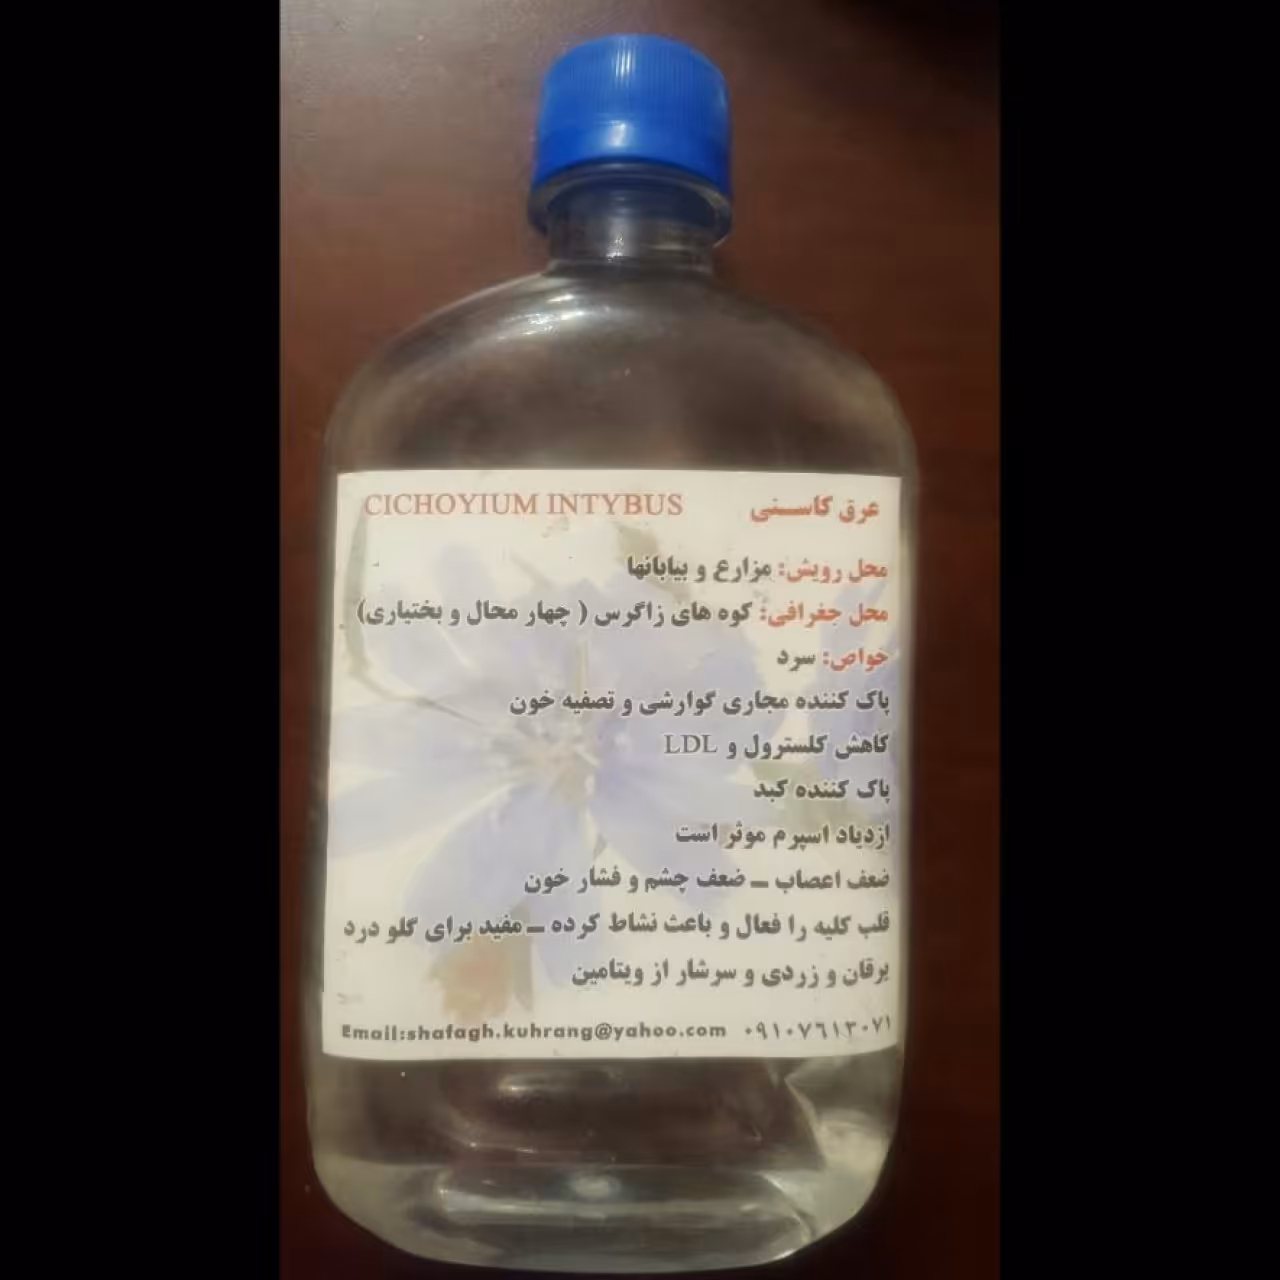 عرق کاسنی CICHOYIUM INTYBUS
محل رویش: مزارع و بیابانها
محل جغرافی: کوه های زاگرس ( چهار محال و بختیاری)
خواص: سرد
پاک کننده مجاری گوارشی و تصفیه خون
کاهش کلسترول و LDL
پاک کننده کبد
ازدیاد اسپرم موثر است
ضعف اعصاب – ضعف چشم و فشار خون
قلب کلیه را فعال و باعث نشاط کرده – مفید برای گلو درد
یرقان و زردی و سرشار از ویتامین
Email:shafagh.kuhrang@yahoo.com ۰۹۱۰۷۶۱۳۰۷۱